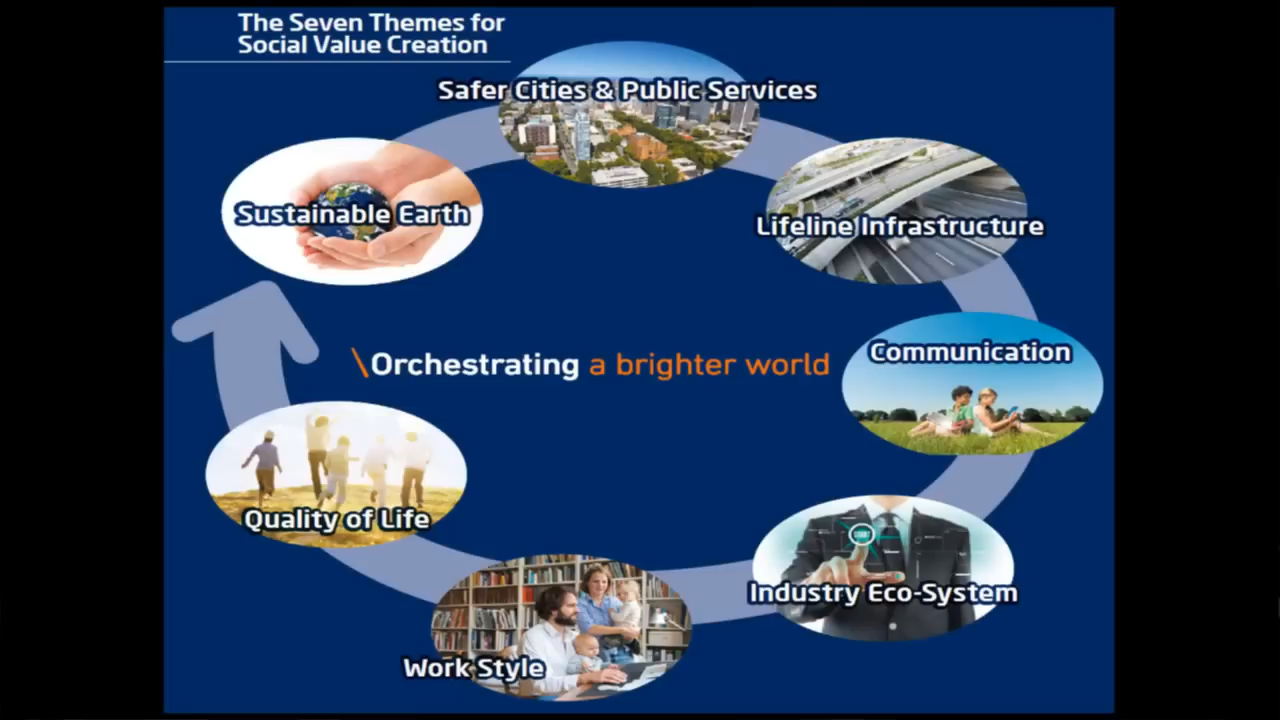 The Seven Themes for
Social Value Creation
Safer Cities & Public Services
Sustainable Earth
Lifeline Infrastructure
Communication
\Orchestrating a brighter world
Quality of Life
Industry Eco-System
Work Style